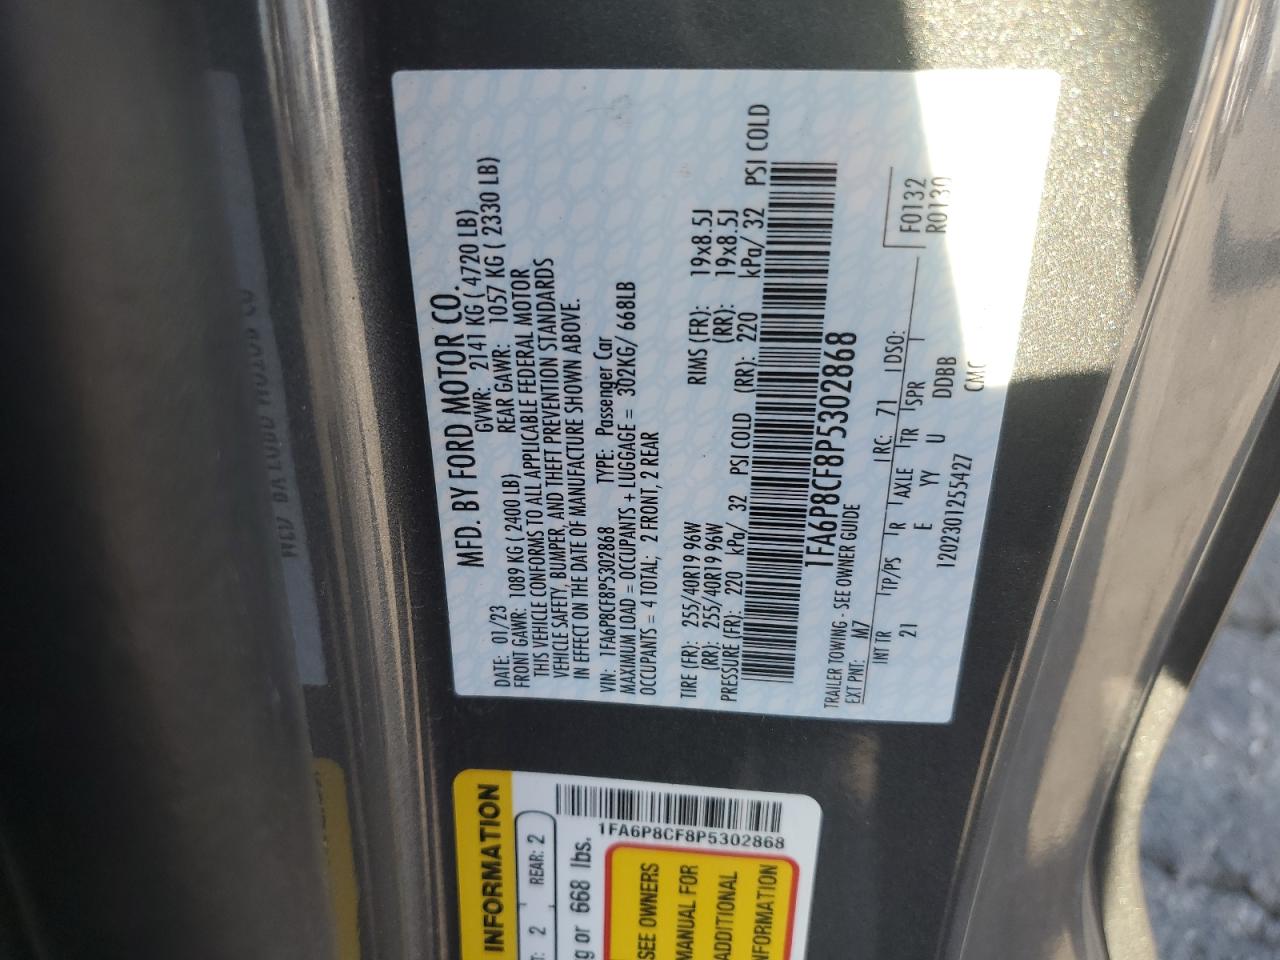 MFD. BY FORD MOTOR CO.
DATE: 01/23 GVWR: 2141 KG ( 4720 LB)
FRONT GAWR: 1089 KG ( 2400 LB) REAR GAWR: 1057 KG ( 2330 LB)
THIS VEHICLE CONFORMS TO ALL APPLICABLE FEDERAL MOTOR
VEHICLE SAFETY, BUMPER, AND THEFT PREVENTION STANDARDS
IN EFFECT ON THE DATE OF MANUFACTURE SHOWN ABOVE.
VIN: 1FA6P8CF8P5302868 TYPE: Passenger Car
MAXIMUM LOAD = OCCUPANTS + LUGGAGE = 302KG/ 668LB
OCCUPANTS = 4 TOTAL; 2 FRONT, 2 REAR
TIRE (FR): 255/40R19 96W RIMS (FR): 19x8.5J
(RR): 255/40R19 96W (RR): 19x8.5J
PRESSURE (FR): 220 kPa/ 32 PSI COLD (RR): 220 kPa/ 32 PSI COLD
1FA6P8CF8P5302868
TRAILER TOWING - SEE OWNER GUIDE
EXT PNT: M7 RC: 71 DSO: F0132
INT TR TP/PS R AXLE TR SPR R0130
21 E YY U DDBB
1202301255427 CMC
INFORMATION
2 REAR: 2
1FA6P8CF8P5302868
g or 668 lbs.
SEE OWNERS
MANUAL FOR
ADDITIONAL
INFORMATION